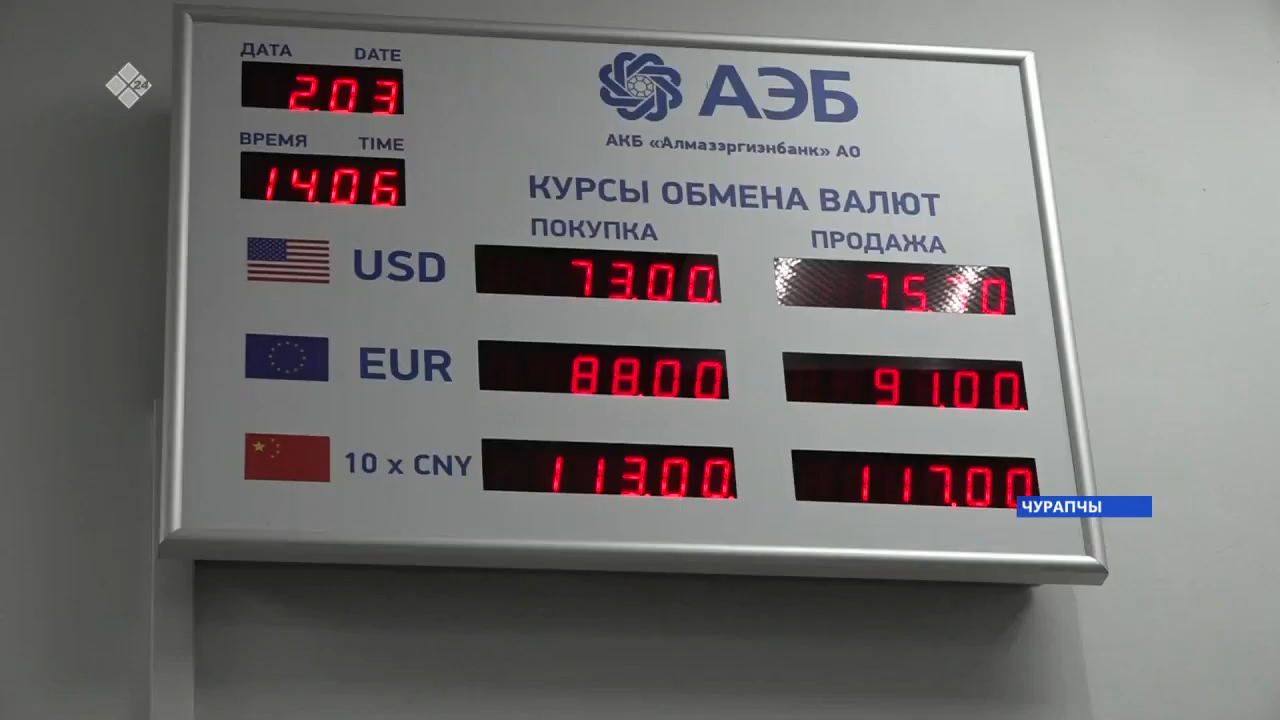 ДАТА DATE
2.03
24
АЭБ
АКБ «Алмазэргиэнбанк» АО
ВРЕМЯ TIME
14.06
КУРСЫ ОБМЕНА ВАЛЮТ
ПОКУПКА ПРОДАЖА
USD 73.00
EUR 88.00 91.00
10 x CNY 113.00 117.00
ЧУРАПЧЫ